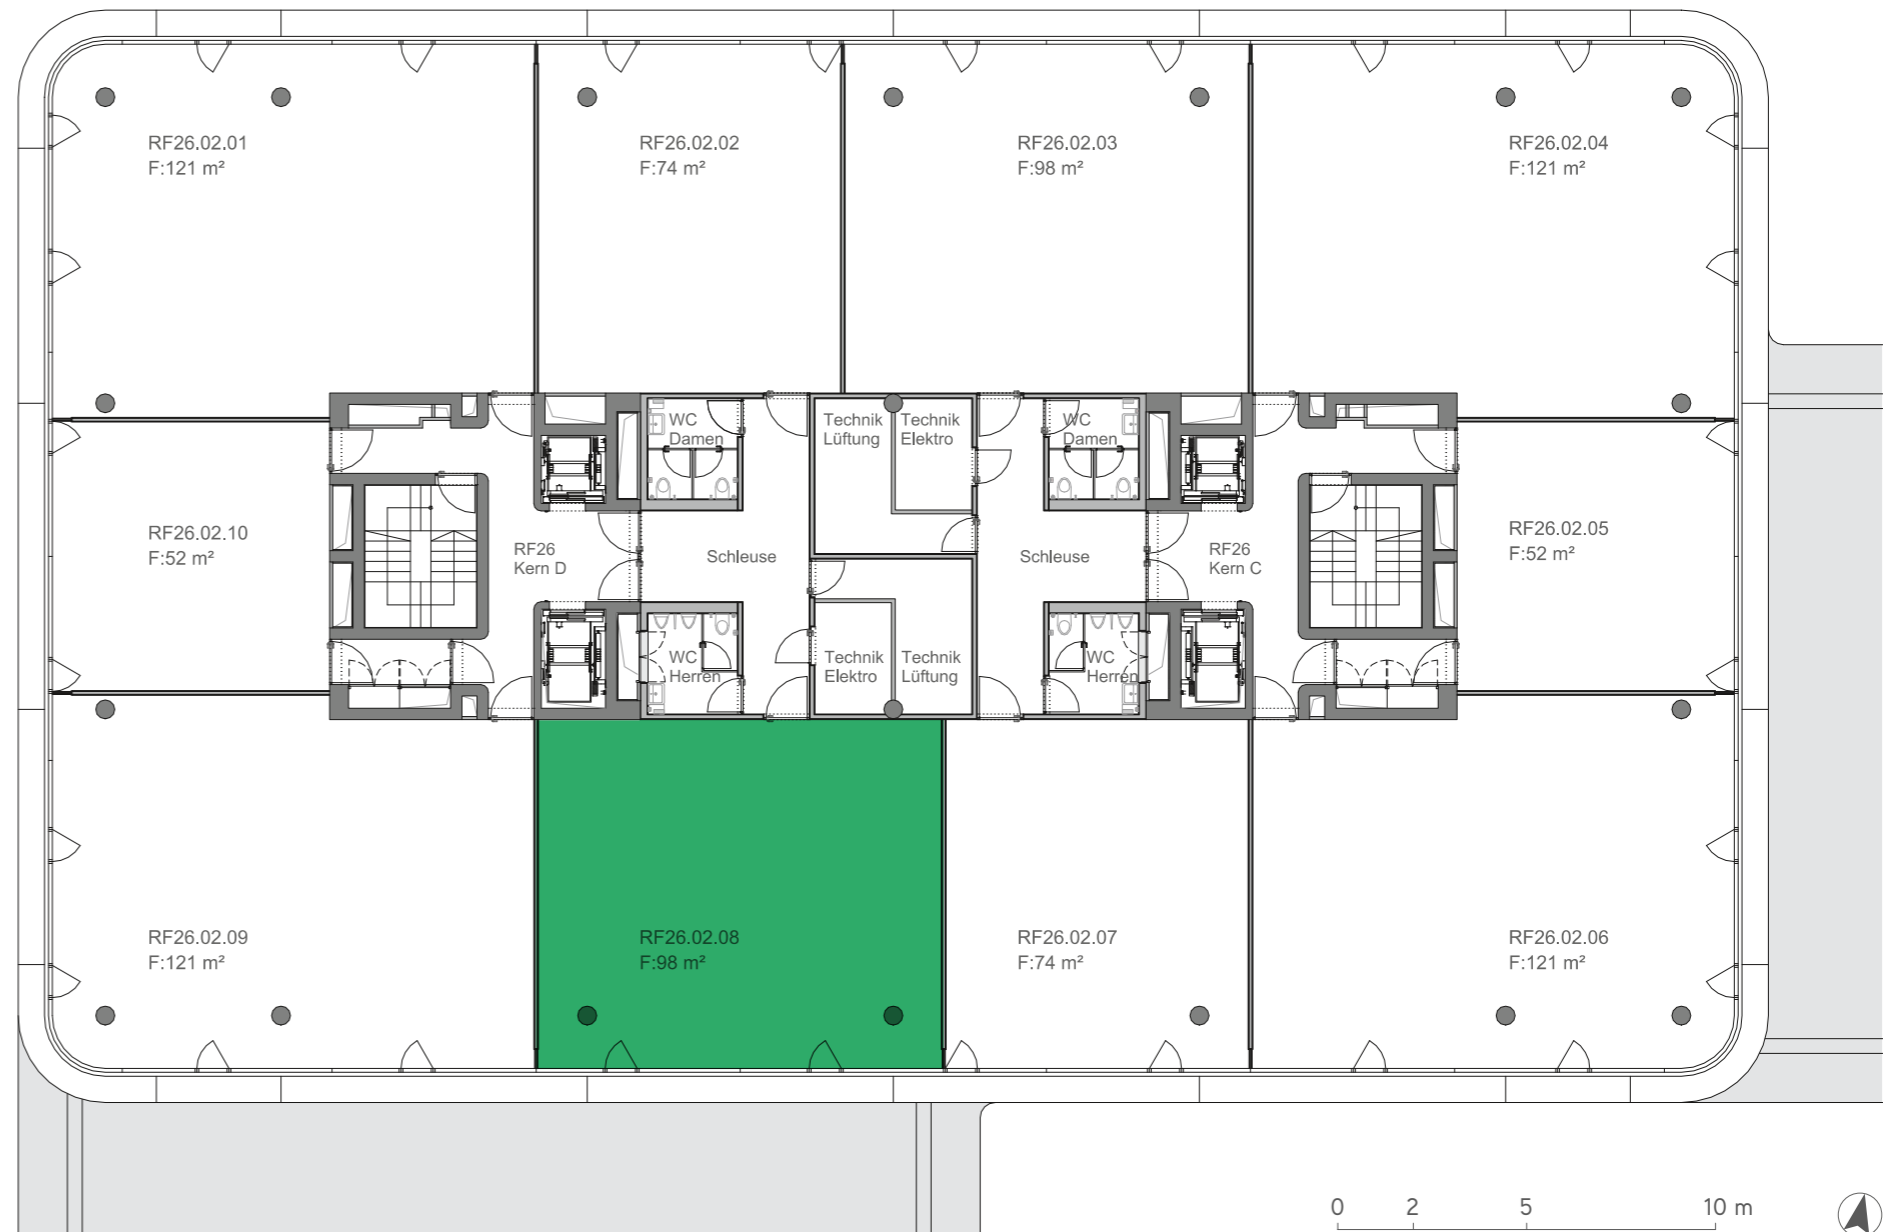 RF26.02.01
F:121 m²
RF26.02.02
F:74 m²
RF26.02.03
F:98 m²
RF26.02.04
F:121 m²
WC
Damen
Technik
Lüftung
Technik
Elektro
WC
Damen
RF26.02.10
F:52 m²
RF26
Kern D
Schleuse
Schleuse
RF26
Kern C
RF26.02.05
F:52 m²
WC
Herren
Technik
Elektro
Technik
Lüftung
WC
Herren
RF26.02.09
F:121 m²
RF26.02.08
F:98 m²
RF26.02.07
F:74 m²
RF26.02.06
F:121 m²
0 2 5 10 m